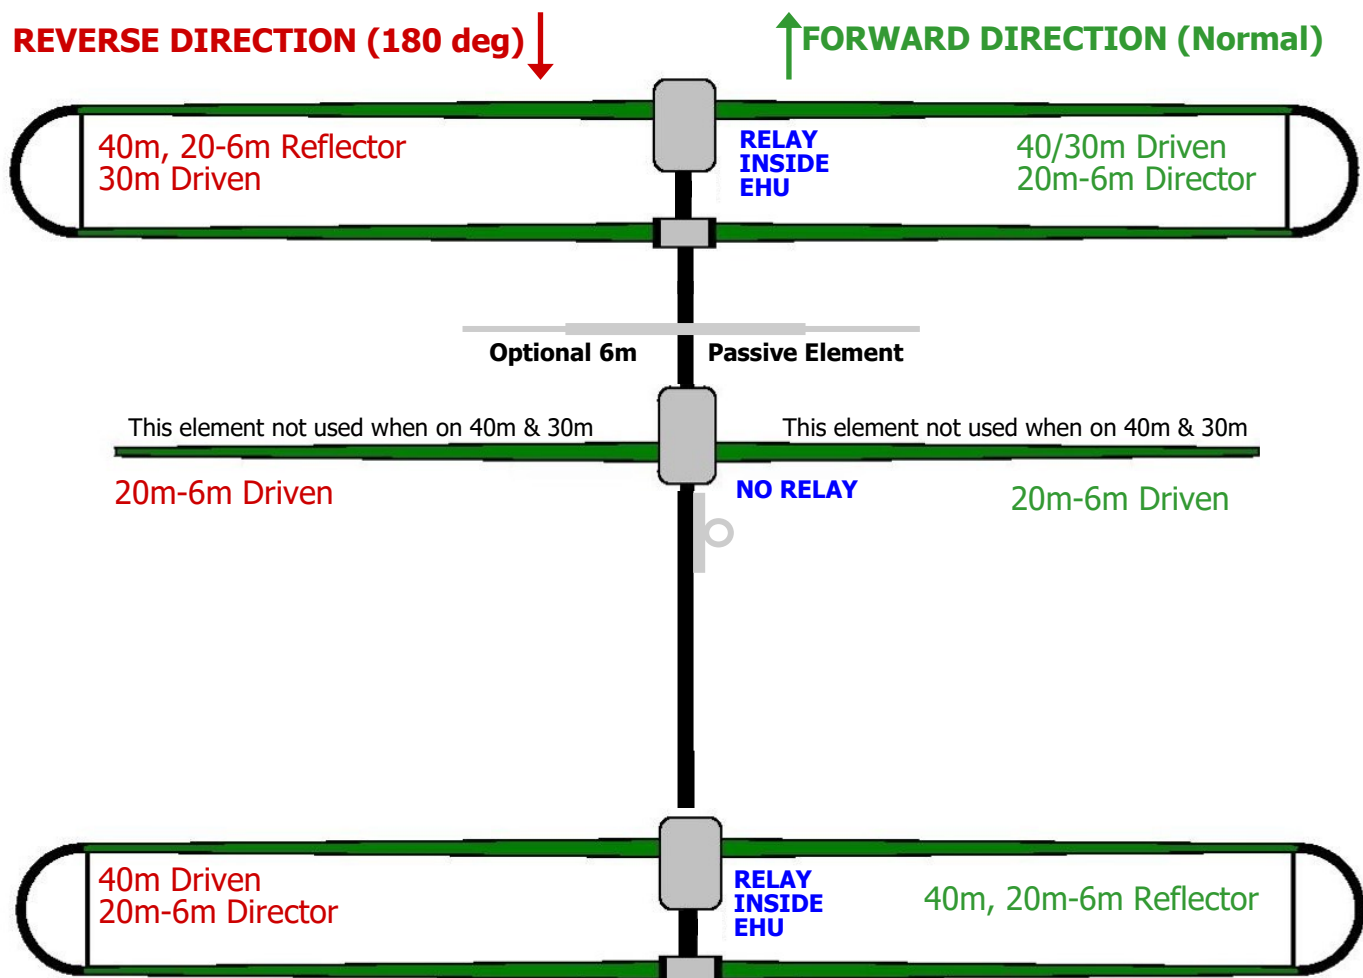 REVERSE DIRECTION (180 deg)
FORWARD DIRECTION (Normal)
40m, 20-6m Reflector
30m Driven
RELAY
INSIDE
EHU
40/30m Driven
20m-6m Director
Optional 6m
Passive Element
This element not used when on 40m & 30m
This element not used when on 40m & 30m
20m-6m Driven
NO RELAY
20m-6m Driven
40m Driven
20m-6m Director
RELAY
INSIDE
EHU
40m, 20m-6m Reflector